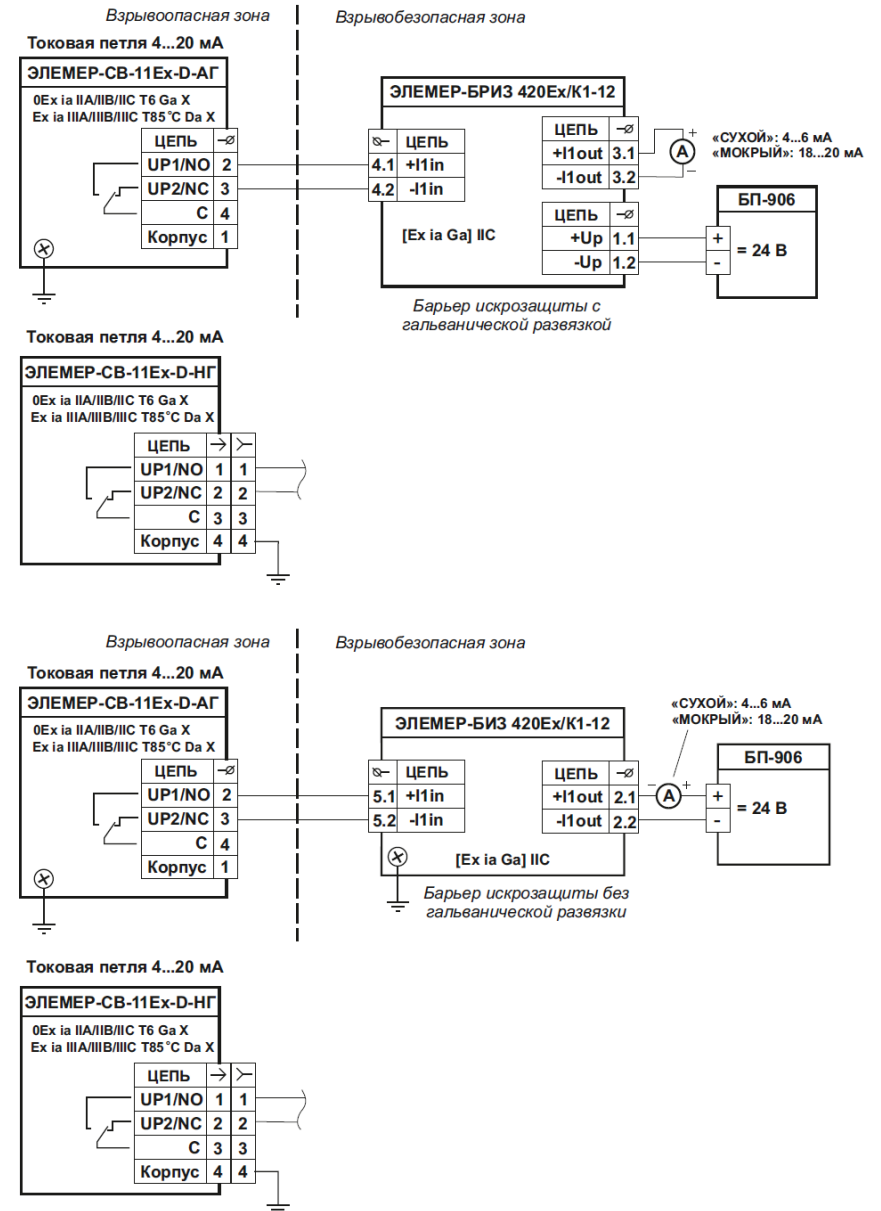 Взрывоопасная зона
Взрывобезопасная зона
Токовая петля 4...20 мА
ЭЛЕМЕР-СВ-11Ех-D-АГ
0Ex ia IIA/IIB/IIC T6 Ga X
Ex ia IIIA/IIIB/IIIC T85°C Da X
ЦЕПЬ
UP1/NO 2
UP2/NC 3
C 4
Корпус 1
ЭЛЕМЕР-БРИЗ 420Ех/К1-12
ЦЕПЬ
4.1 +I1in
4.2 -I1in
[Ex ia Ga] IIC
ЦЕПЬ
+I1out 3.1
-I1out 3.2
ЦЕПЬ
+Up 1.1
-Up 1.2
A
+
−
«СУХОЙ»: 4...6 мА
«МОКРЫЙ»: 18...20 мА
БП-906
+
-
= 24 В
Барьер искрозащиты с
гальванической развязкой
Токовая петля 4...20 мА
ЭЛЕМЕР-СВ-11Ех-D-НГ
0Ex ia IIA/IIB/IIC T6 Ga X
Ex ia IIIA/IIIB/IIIC T85°C Da X
ЦЕПЬ
UP1/NO 1 1
UP2/NC 2 2
C 3 3
Корпус 4 4
Взрывоопасная зона
Взрывобезопасная зона
Токовая петля 4...20 мА
ЭЛЕМЕР-СВ-11Ех-D-АГ
0Ex ia IIA/IIB/IIC T6 Ga X
Ex ia IIIA/IIIB/IIIC T85°C Da X
ЦЕПЬ
UP1/NO 2
UP2/NC 3
C 4
Корпус 1
ЭЛЕМЕР-БИЗ 420Ех/К1-12
ЦЕПЬ
5.1 +I1in
5.2 -I1in
[Ex ia Ga] IIC
ЦЕПЬ
+I1out 2.1
-I1out 2.2
«СУХОЙ»: 4...6 мА
«МОКРЫЙ»: 18...20 мА
−
A
+
БП-906
+
-
= 24 В
Барьер искрозащиты без
гальванической развязки
Токовая петля 4...20 мА
ЭЛЕМЕР-СВ-11Ех-D-НГ
0Ex ia IIA/IIB/IIC T6 Ga X
Ex ia IIIA/IIIB/IIIC T85°C Da X
ЦЕПЬ
UP1/NO 1 1
UP2/NC 2 2
C 3 3
Корпус 4 4